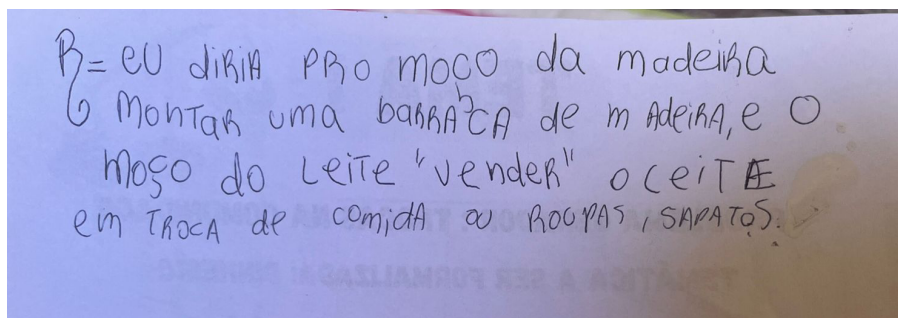 R= eu diria pro moço da madeira
montar uma barraca de madeira, e o
moço do leite "vender" o leite
em troca de comida ou roupas sapatos.